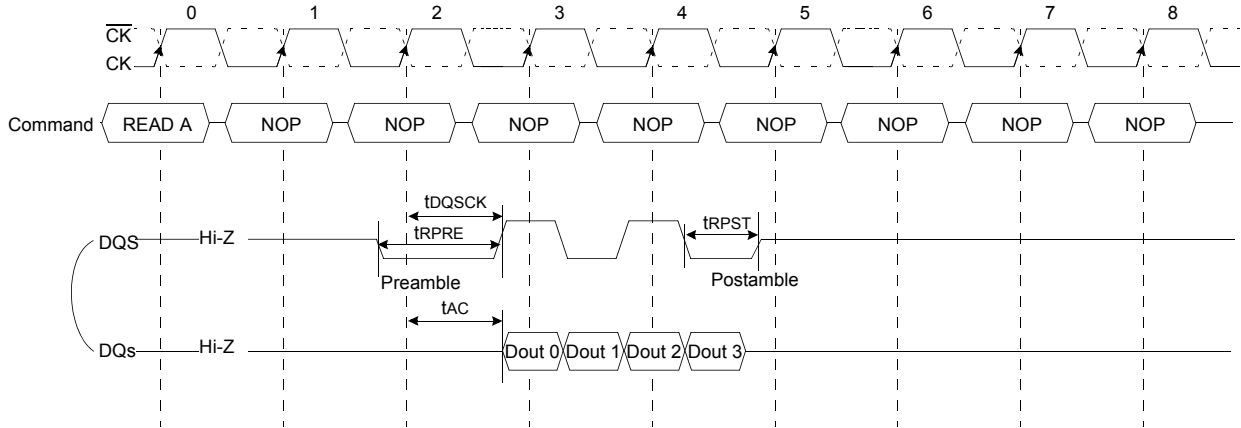 0 1 2 3 4 5 6 7 8
CK
CK
Command READ A NOP NOP NOP NOP NOP NOP NOP NOP
tDQSCK
tRPRE tRPST
DQS Hi-Z
Preamble Postamble
tAC
DQs Hi-Z Dout 0 Dout 1 Dout 2 Dout 3